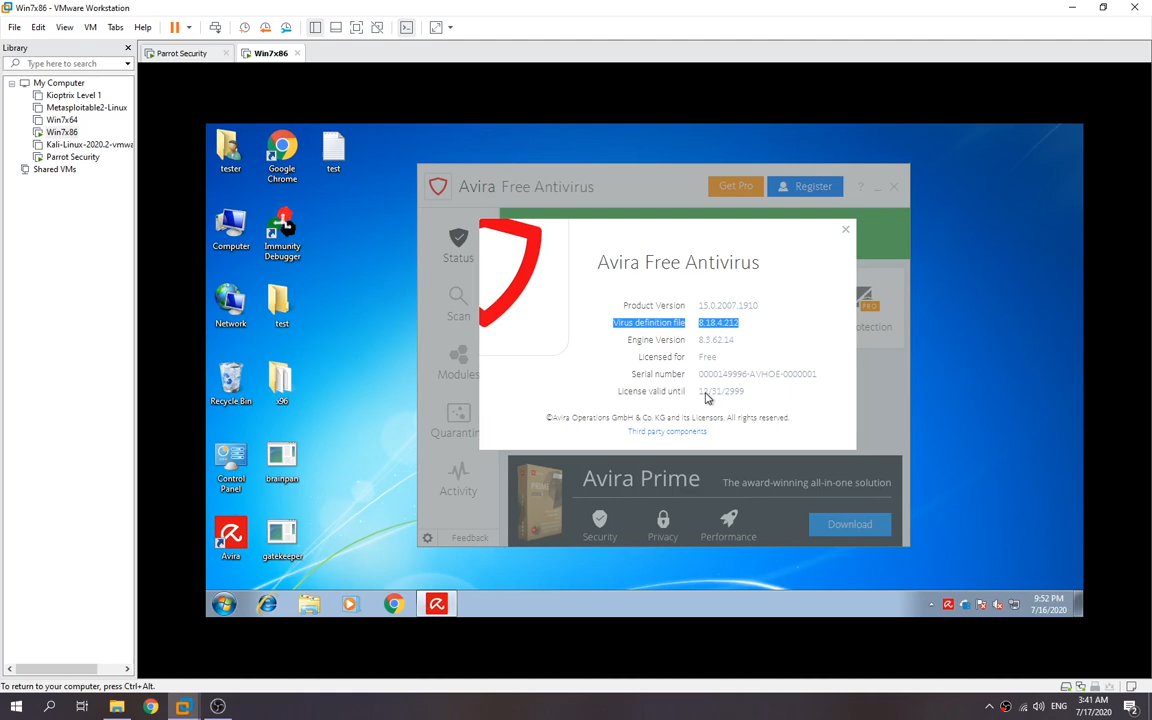 Win7x86 - VMware Workstation
File Edit View VM Tabs Help
Library
Type here to search
My Computer
Kioptrix Level 1
Metasploitable2-Linux
Win7x64
Win7x86
Kali-Linux-2020.2-vmwa
Parrot Security
Shared VMs
Parrot Security
Win7x86
tester
Google
Chrome
test
Computer
Immunity
Debugger
Network
test
Recycle Bin
x96
Control
Panel
brainpan
Avira
gatekeeper
Avira Free Antivirus
Get Pro
Register
?
Status
Scan
Modules
Quarantin
Activity
Feedback
PRO
otection
Avira Free Antivirus
Product Version 15.0.2007.1910
Virus definition file 8.18.4.212
Engine Version 8.3.62.14
Licensed for Free
Serial number 0000149996-AVHOE-0000001
License valid until 12/31/2999
©Avira Operations GmbH & Co. KG and its Licensors. All rights reserved.
Third party components
Avira Prime
The award-winning all-in-one solution
Security
Privacy
Performance
Download
9:52 PM
7/16/2020
To return to your computer, press Ctrl+Alt.
ENG
3:41 AM
7/17/2020
2